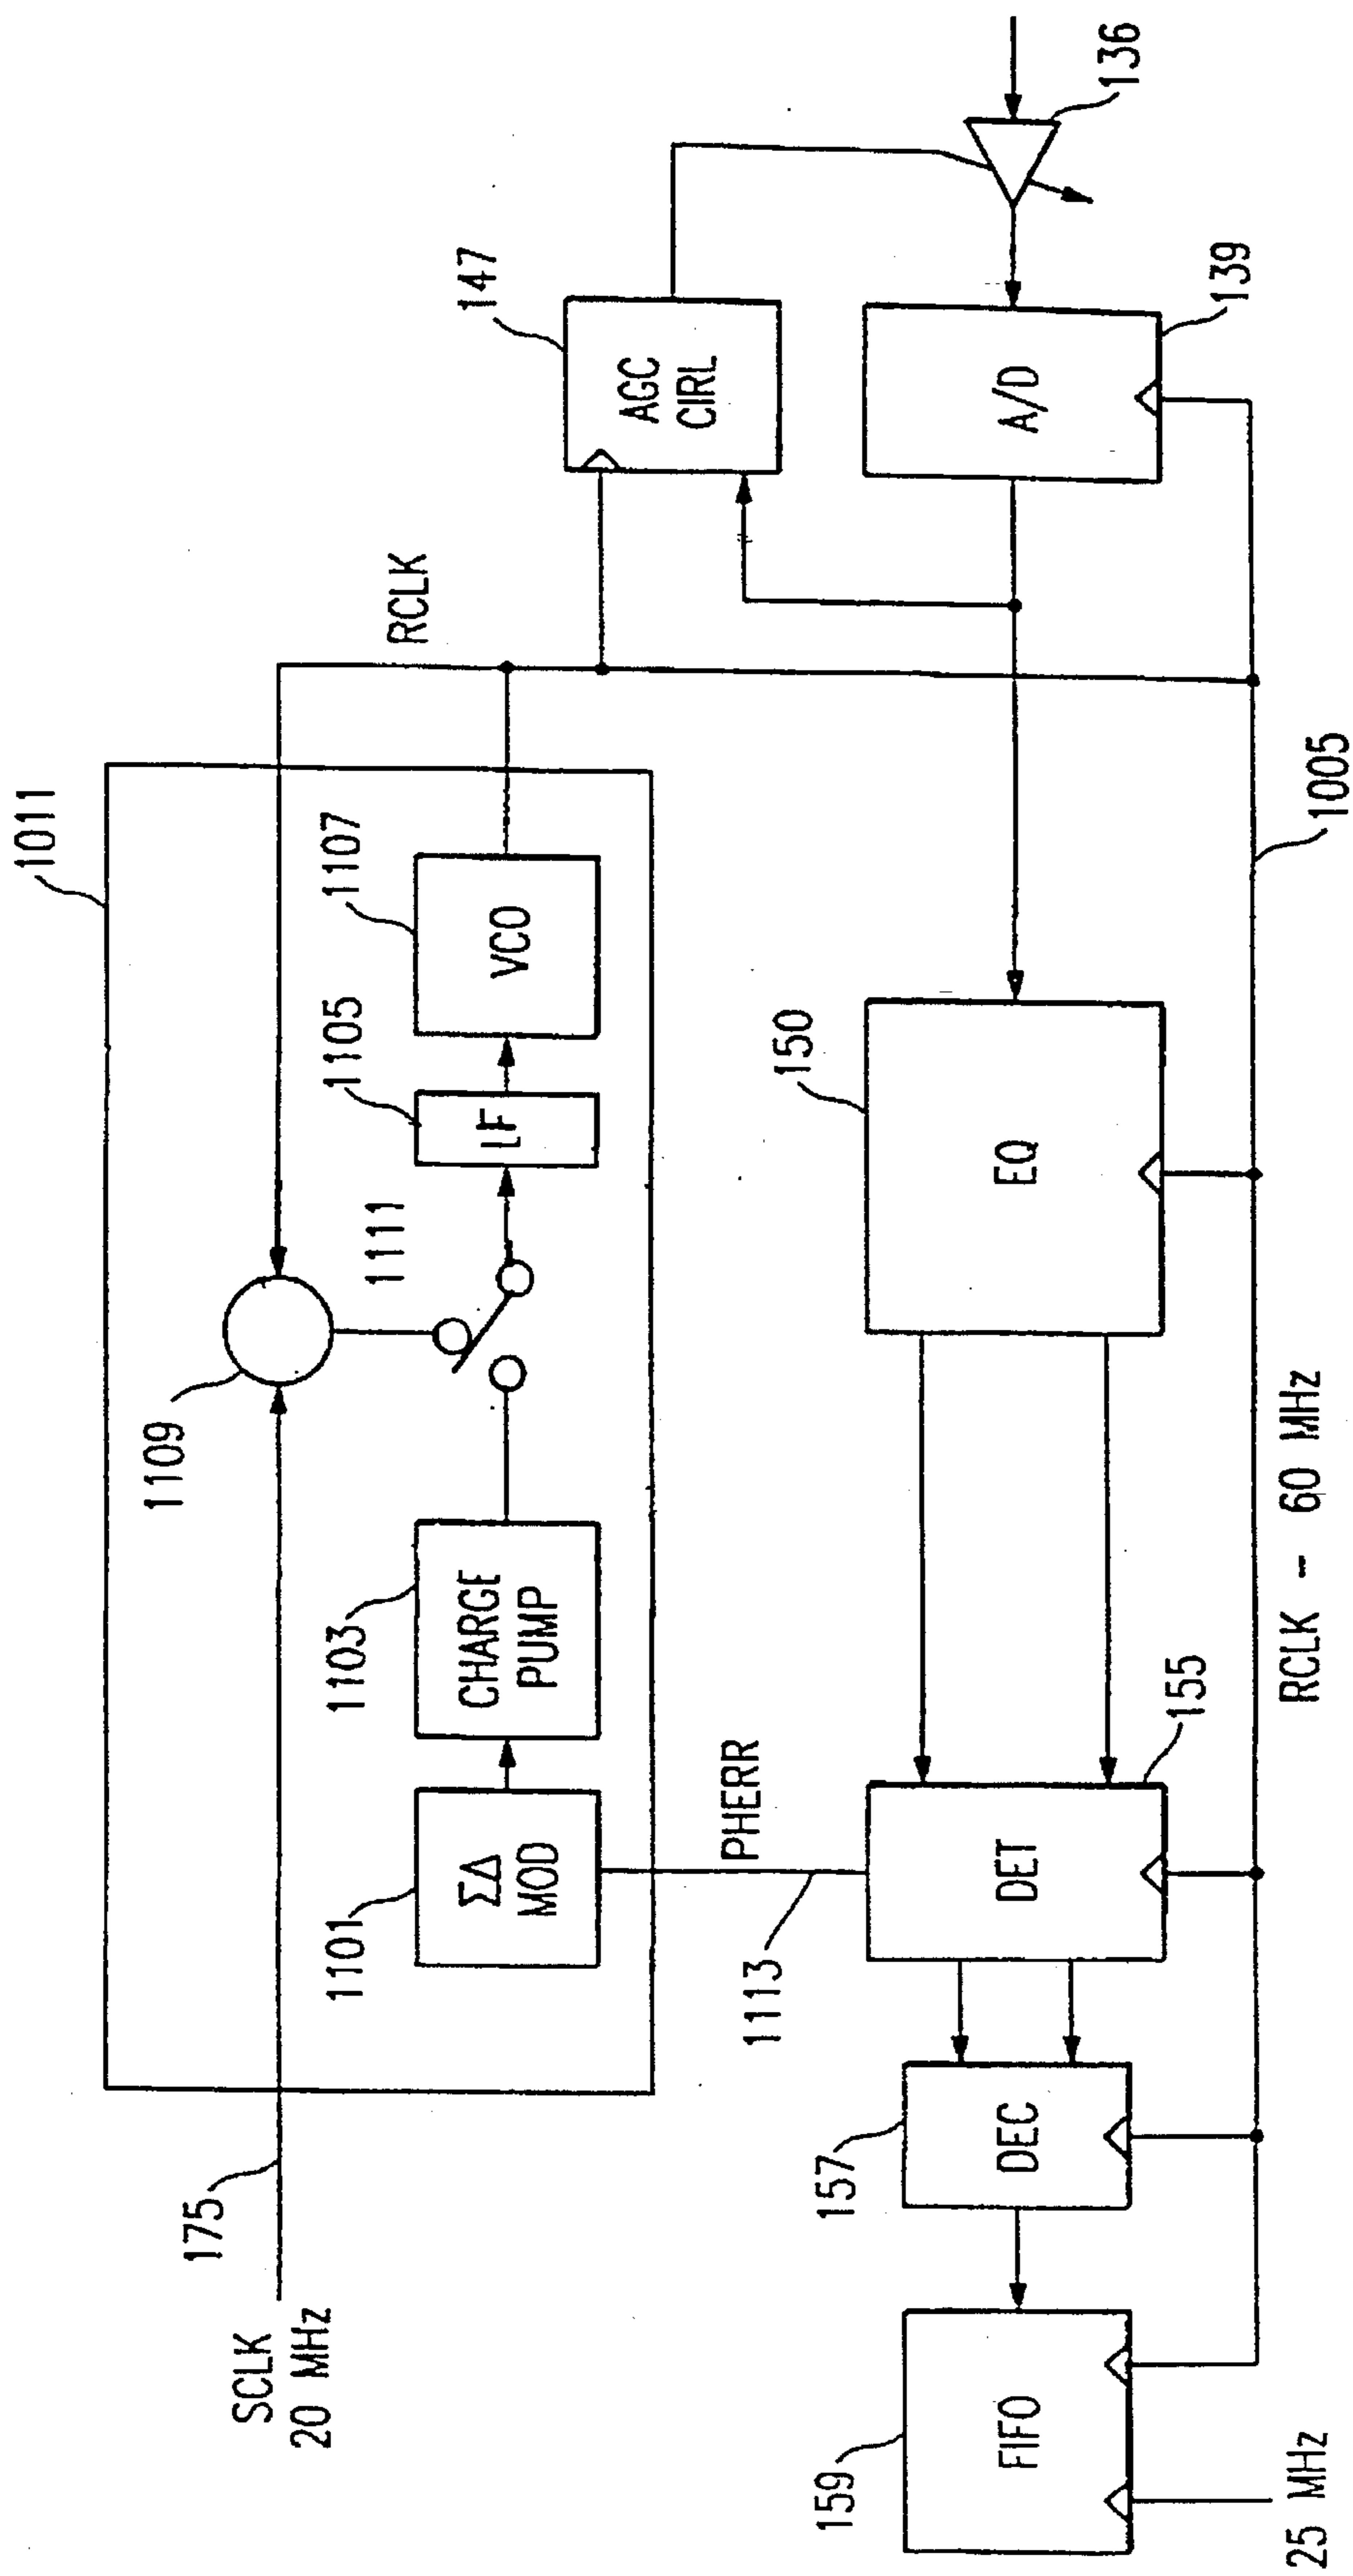 1011
1109
1111
1105
1107
VCO
LF
RCLK
147
AGC
CIRL
136
139
A/D
SCLK
20 MHz
175
1101
ΣΔ
MOD
1103
CHARGE
PUMP
PHERR
1113
150
EQ
155
DET
157
DEC
159
FIFO
25 MHz
RCLK - 60 MHz
1005